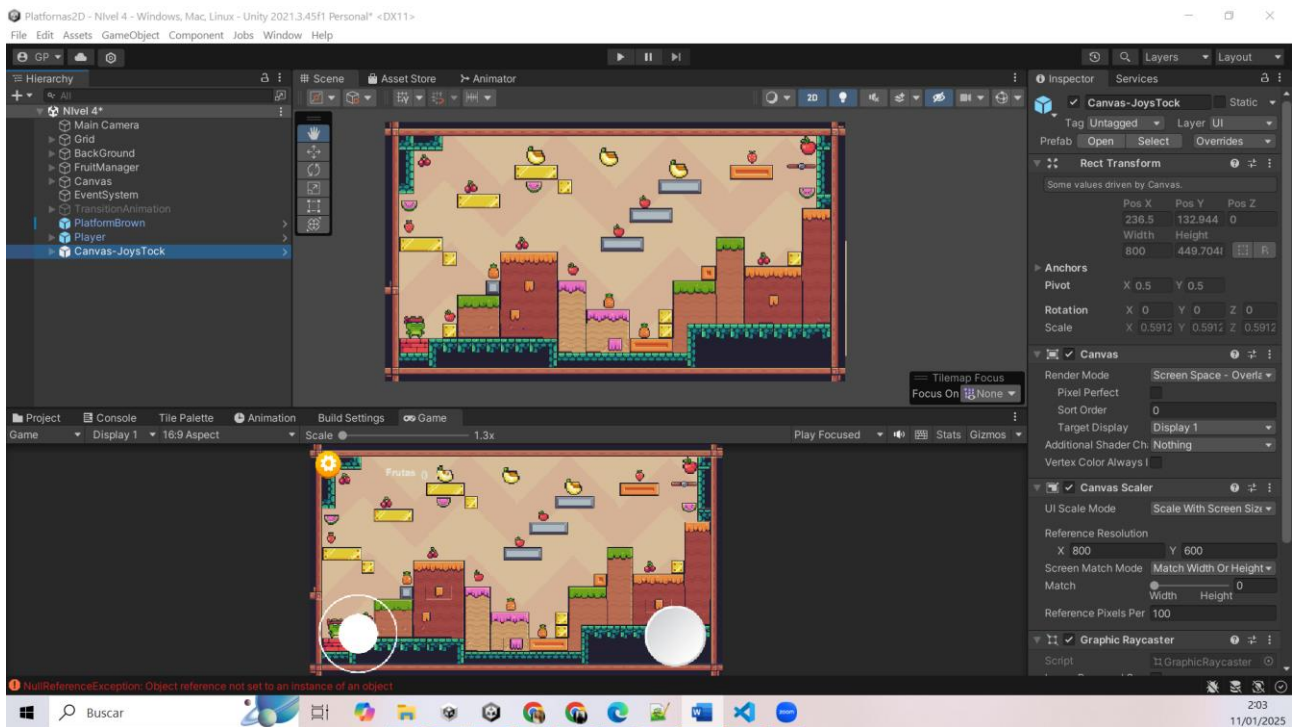 Platfornas2D - NIvel 4 - Windows, Mac, Linux - Unity 2021.3.45f1 Personal* <DX11>
File Edit Assets GameObject Component Jobs Window Help
GP Layers Layout
Hierarchy
All
NIvel 4*
Main Camera
Grid
BackGround
FruitManager
Canvas
EventSystem
TransitionAnimation
PlatformBrown
Player
Canvas-JoysTock
Scene Asset Store Animator
2D
Tilemap Focus
Focus On None
Project Console Tile Palette Animation Build Settings Game
Game Display 1 16:9 Aspect Scale 1.3x Play Focused Stats Gizmos
Frutas 0
Inspector Services
Canvas-JoysTock Static
Tag Untagged Layer UI
Prefab Open Select Overrides
Rect Transform
Some values driven by Canvas.
Pos X Pos Y Pos Z
236.5 132.944 0
Width Height
800 449.7048 R
Anchors
Pivot X 0.5 Y 0.5
Rotation X 0 Y 0 Z 0
Scale X 0.5912 Y 0.5912 Z 0.5912
Canvas
Render Mode Screen Space - Overla
Pixel Perfect
Sort Order 0
Target Display Display 1
Additional Shader Ch Nothing
Vertex Color Always I
Canvas Scaler
UI Scale Mode Scale With Screen Size
Reference Resolution
X 800 Y 600
Screen Match Mode Match Width Or Height
Match 0
Width Height
Reference Pixels Per 100
Graphic Raycaster
Script GraphicRaycaster
NullReferenceException: Object reference not set to an instance of an object
Buscar
zoom
2:03
11/01/2025